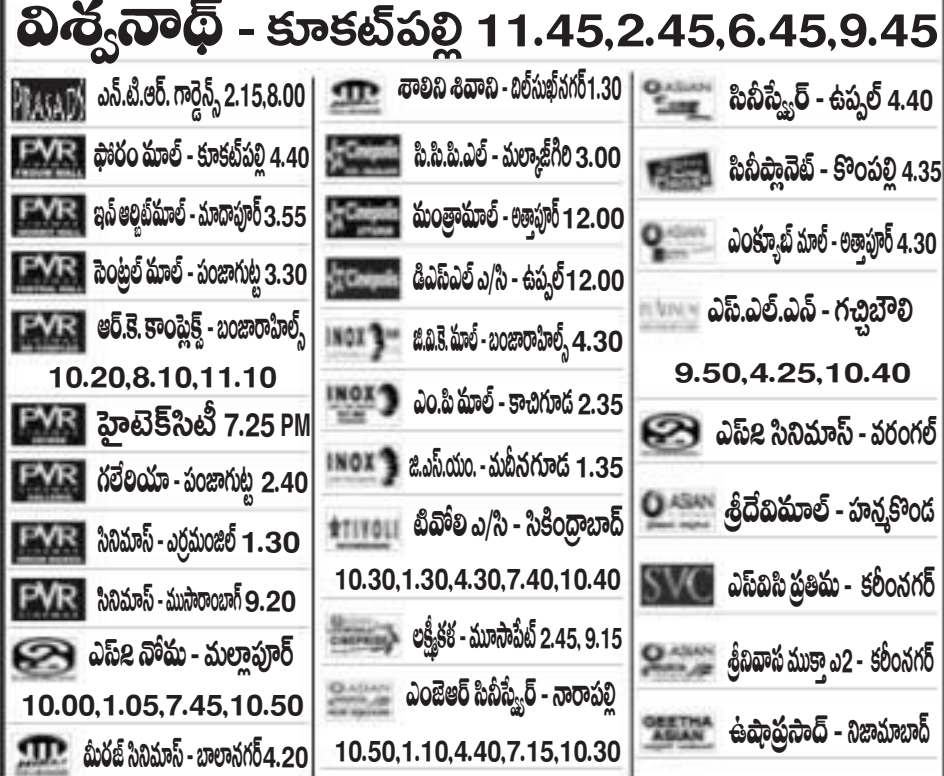 విశ్వనాథ్ - కూకట్‌పల్లి 11.45,2.45,6.45,9.45
PRASADS ఎన్.టి.ఆర్. గార్డెన్స్ 2.15,8.00
PVR ఫోరం మాల్ - కూకట్‌పల్లి 4.40
PVR ఇన్ ఆర్బిట్‌మాల్ - మాదాపూర్ 3.55
PVR సెంట్రల్ మాల్ - పంజాగుట్ట 3.30
PVR ఆర్.కె. కాంప్లెక్స్ - బంజారాహిల్స్
10.20,8.10,11.10
PVR హైటెక్‌సిటీ 7.25 PM
PVR గలేరియా - పంజాగుట్ట 2.40
PVR సినిమాస్ - ఎర్రమంజిల్ 1.30
PVR సినిమాస్ - ముసారాంబాగ్ 9.20
ఎస్2 నోమ - మల్లాపూర్
10.00,1.05,7.45,10.50
మీరజ్ సినిమాస్ - బాలానగర్ 4.20
శాలిని శివాని - దిల్‌సుఖ్‌నగర్ 1.30
Cinepolis సి.సి.పి.ఎల్ - మల్కాజ్‌గిరి 3.00
Cinepolis మంత్రామాల్ - అత్తాపూర్ 12.00
Cinepolis డిఎస్ఎల్ ఎ/సి - ఉప్పల్ 12.00
INOX జి.వి.కె. మాల్ - బంజారాహిల్స్ 4.30
INOX ఎం.పి మాల్ - కాచిగూడ 2.35
INOX జి.ఎస్.యం. - మదీనగూడ 1.35
TIVOLI టివోలి ఎ/సి - సికింద్రాబాద్
10.30,1.30,4.30,7.40,10.40
లక్ష్మీకళ - మూసాపేట్ 2.45, 9.15
ASIAN ఎంజెఆర్ సినీస్క్వేర్ - నారాపల్లి
10.50,1.10,4.40,7.15,10.30
ASIAN సినీస్క్వేర్ - ఉప్పల్ 4.40
సినీప్లానెట్ - కొంపల్లి 4.35
ASIAN ఎంక్యూబ్ మాల్ - అత్తాపూర్ 4.30
PLATINUM ఎస్.ఎల్.ఎన్ - గచ్చిబౌలి
9.50,4.25,10.40
ఎస్2 సినిమాస్ - వరంగల్
ASIAN శ్రీదేవిమాల్ - హన్మకొండ
SVC ఎస్‌విసి ప్రతిమ - కరీంనగర్
ASIAN శ్రీనివాస ముక్తా ఎ2 - కరీంనగర్
GEETHA ASIAN ఉషాప్రసాద్ - నిజామాబాద్